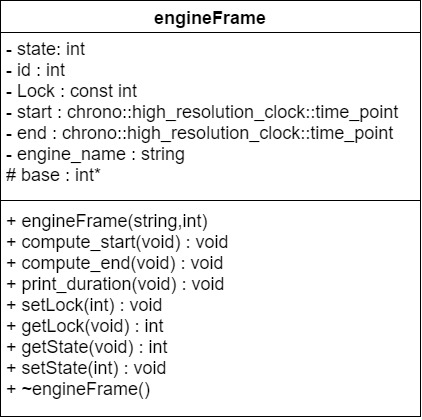 engineFrame
- state: int
- id : int
- Lock : const int
- start : chrono::high_resolution_clock::time_point
- end : chrono::high_resolution_clock::time_point
- engine_name : string
# base : int*
+ engineFrame(string,int)
+ compute_start(void) : void
+ compute_end(void) : void
+ print_duration(void) : void
+ setLock(int) : void
+ getLock(void) : int
+ getState(void) : int
+ setState(int) : void
+ ~engineFrame()